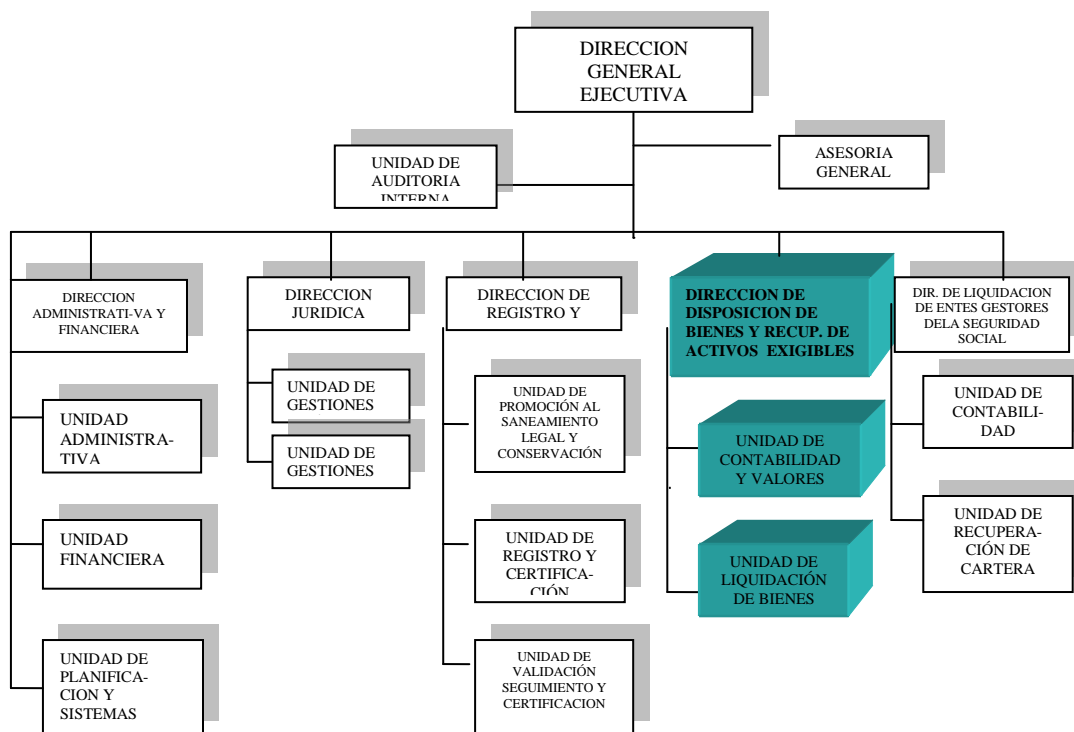 DIRECCION
GENERAL
EJECUTIVA
UNIDAD DE
AUDITORIA
INTERNA
ASESORIA
GENERAL
DIRECCION
ADMINISTRATI-VA Y
FINANCIERA
DIRECCION
JURIDICA
DIRECCION DE
REGISTRO Y
DIRECCION DE
DISPOSICION DE
BIENES Y RECUP. DE
ACTIVOS EXIGIBLES
DIR. DE LIQUIDACION
DE ENTES GESTORES
DELA SEGURIDAD
SOCIAL
UNIDAD
ADMINISTRA-
TIVA
UNIDAD
FINANCIERA
UNIDAD DE
PLANIFICA-
CION Y
SISTEMAS
UNIDAD DE
GESTIONES
UNIDAD DE
GESTIONES
UNIDAD DE
PROMOCIÓN AL
SANEAMIENTO
LEGAL Y
CONSERVACIÓN
UNIDAD DE
REGISTRO Y
CERTIFICA-
CIÓN
UNIDAD DE
VALIDACIÓN
SEGUIMIENTO Y
CERTIFICACION
UNIDAD DE
CONTABILIDAD
Y VALORES
UNIDAD DE
LIQUIDACIÓN
DE BIENES
UNIDAD DE
CONTABILI-
DAD
UNIDAD DE
RECUPERA-
CIÓN DE
CARTERA